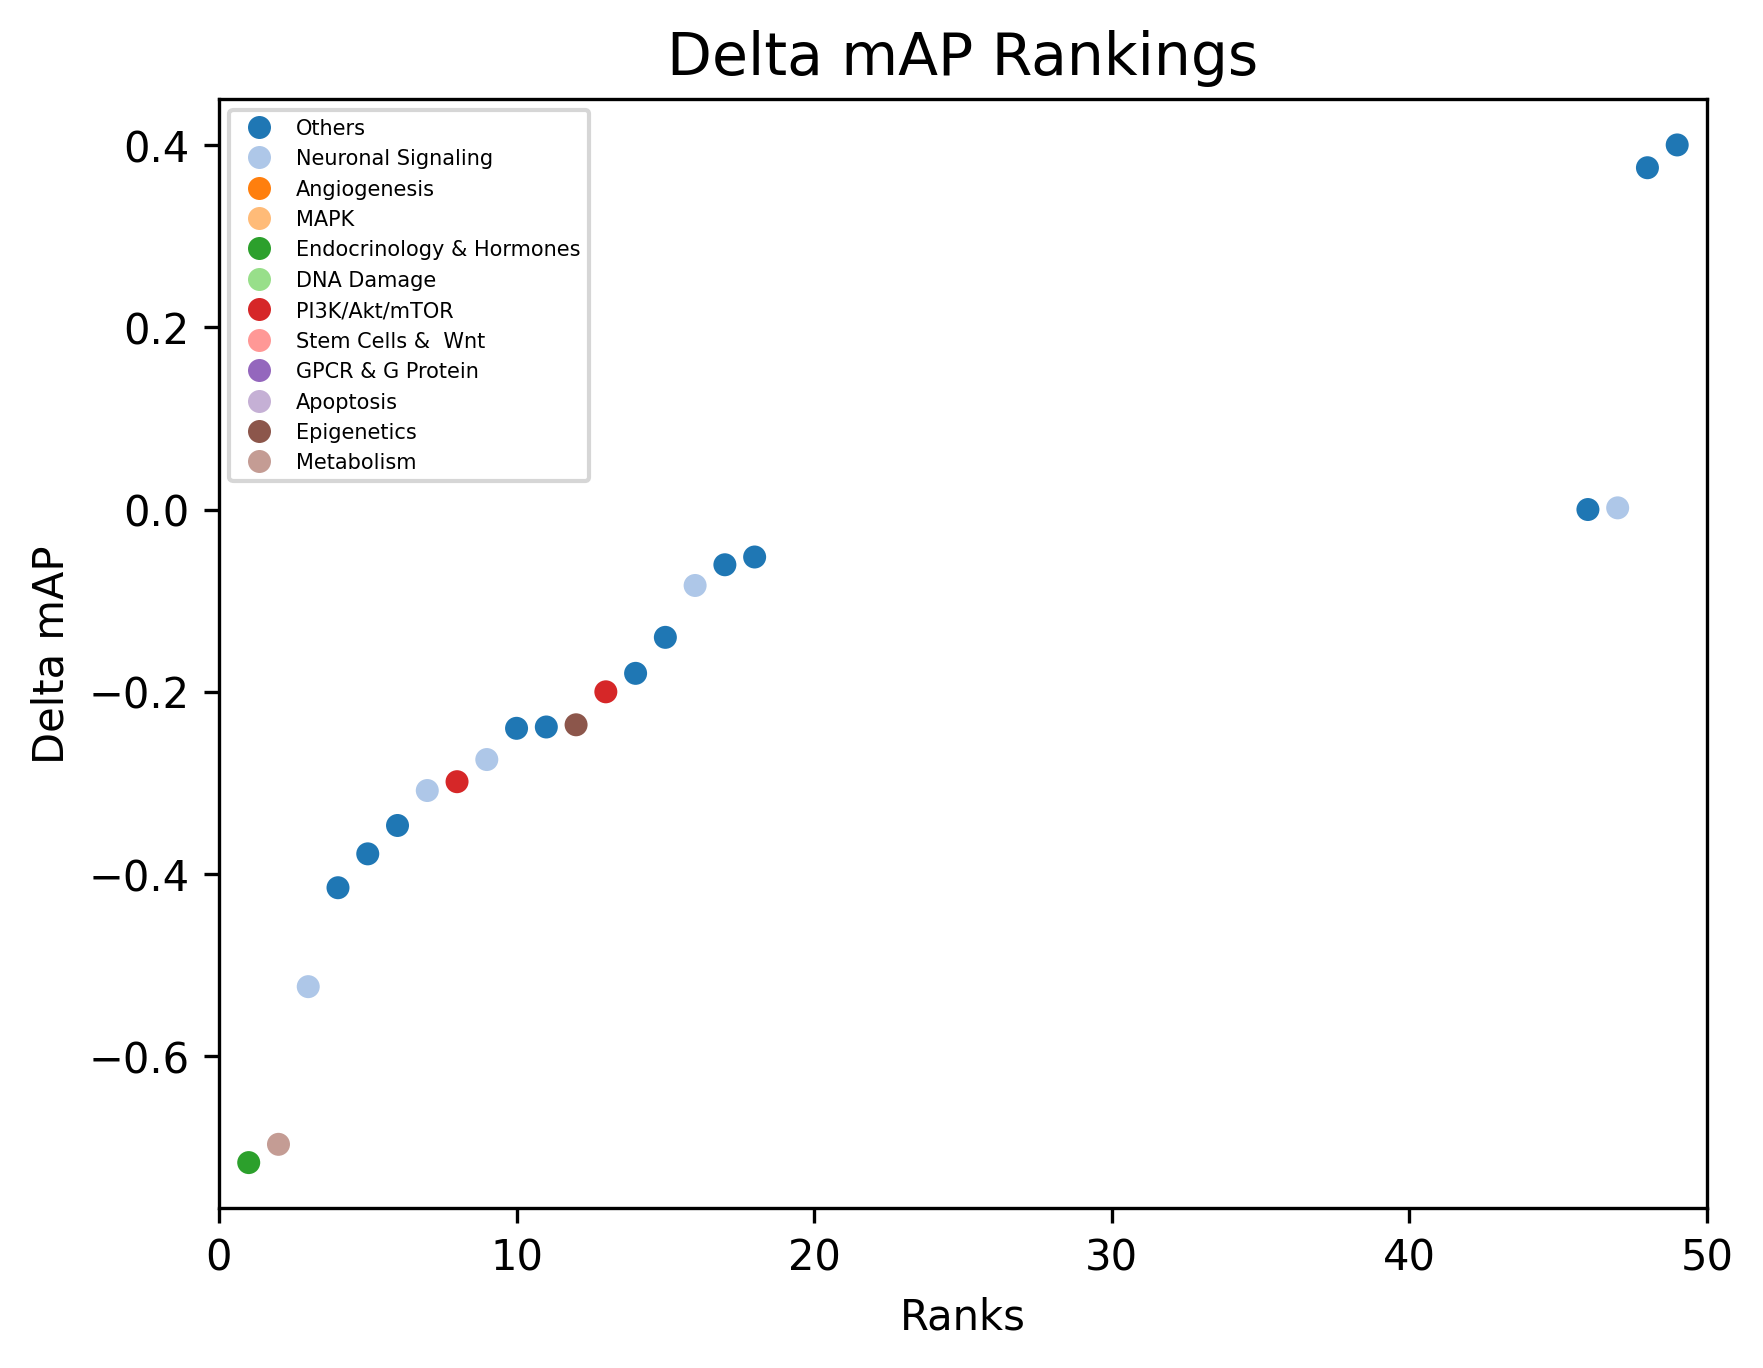 Delta mAP Rankings
Others
Neuronal Signaling
Angiogenesis
MAPK
Endocrinology & Hormones
DNA Damage
PI3K/Akt/mTOR
Stem Cells &  Wnt
GPCR & G Protein
Apoptosis
Epigenetics
Metabolism
Delta mAP
0.4
0.2
0.0
−0.2
−0.4
−0.6
0 10 20 30 40 50
Ranks